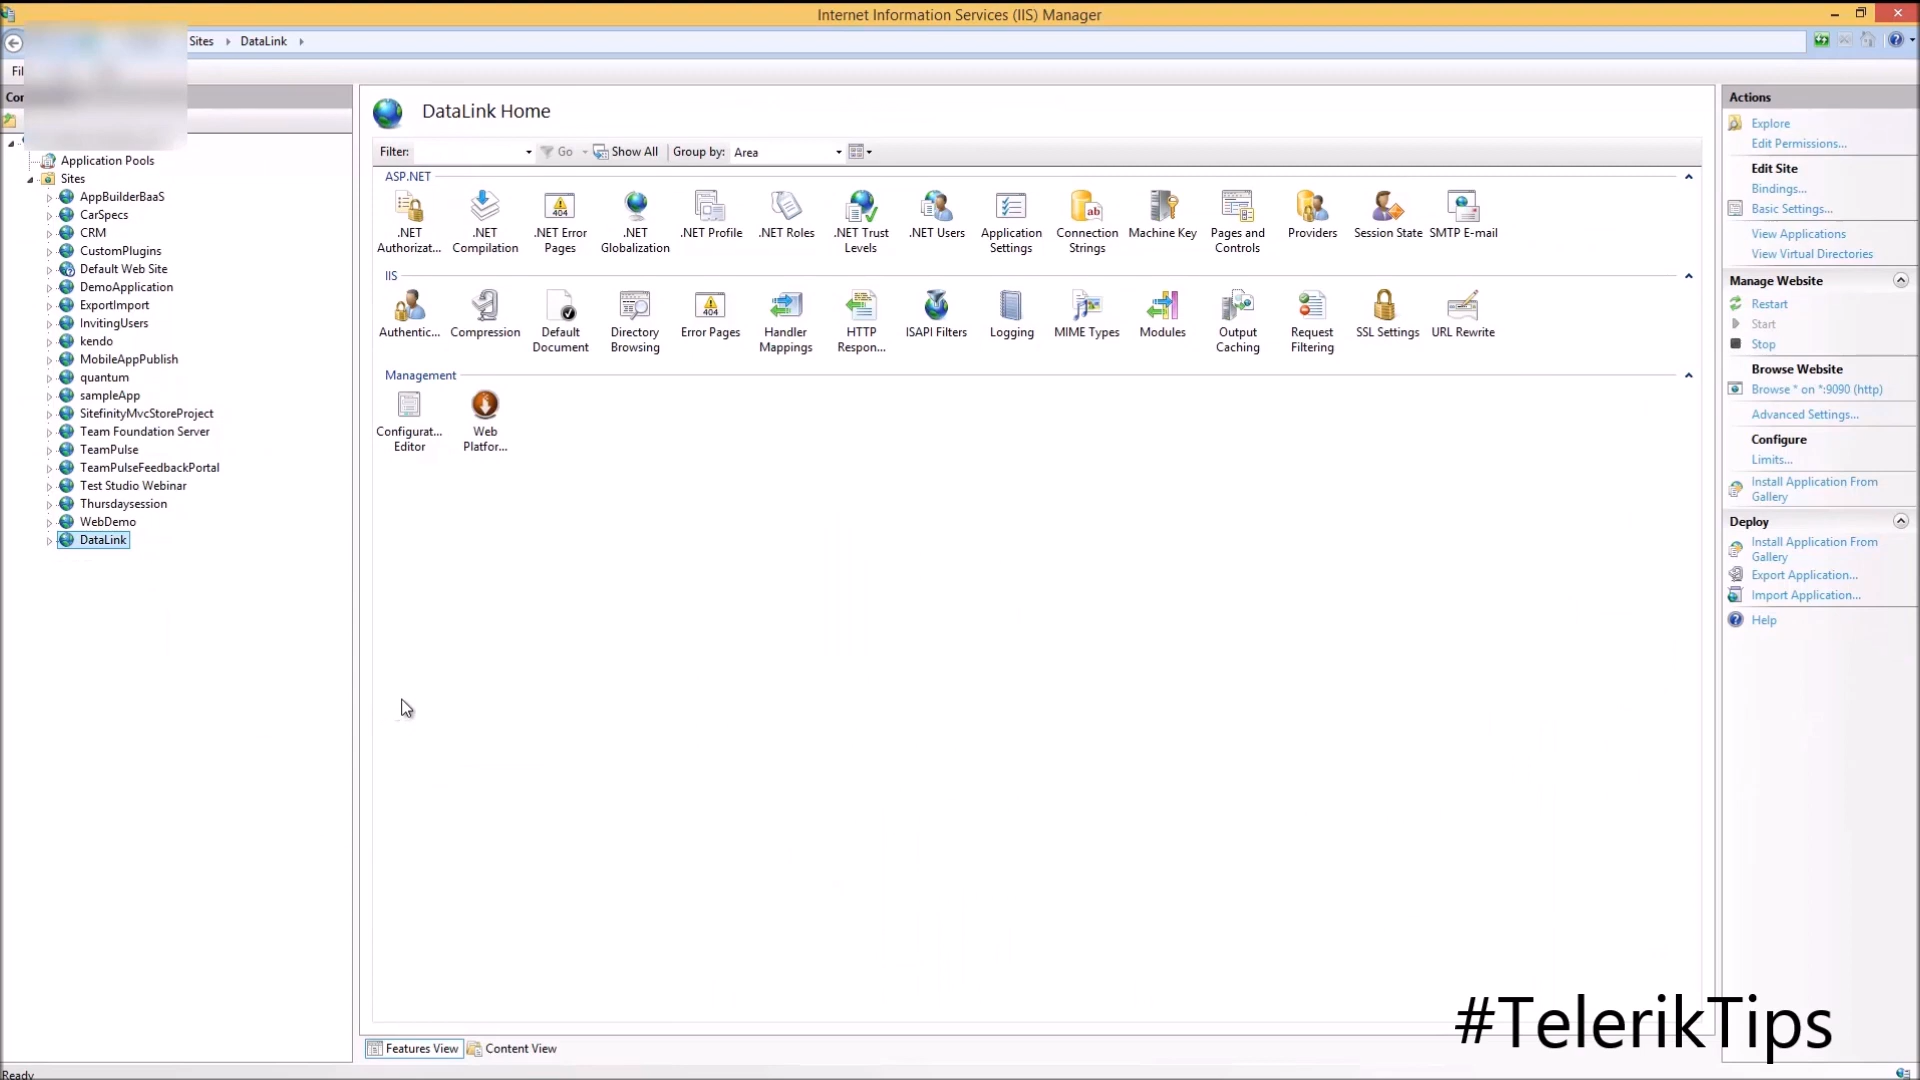 Internet Information Services (IIS) Manager
Sites DataLink
Application Pools
Sites
AppBuilderBaaS
CarSpecs
CRM
CustomPlugins
Default Web Site
DemoApplication
ExportImport
InvitingUsers
kendo
MobileAppPublish
quantum
sampleApp
SitefinityMvcStoreProject
Team Foundation Server
TeamPulse
TeamPulseFeedbackPortal
Test Studio Webinar
Thursdaysession
WebDemo
DataLink
DataLink Home
Filter: Go Show All Group by: Area
ASP.NET
.NET Authorizat...
.NET Compilation
.NET Error Pages
.NET Globalization
.NET Profile
.NET Roles
.NET Trust Levels
.NET Users
Application Settings
Connection Strings
Machine Key
Pages and Controls
Providers
Session State
SMTP E-mail
IIS
Authentic...
Compression
Default Document
Directory Browsing
Error Pages
Handler Mappings
HTTP Respon...
ISAPI Filters
Logging
MIME Types
Modules
Output Caching
Request Filtering
SSL Settings
URL Rewrite
Management
Configurat... Editor
Web Platfor...
Features View
Content View
Actions
Explore
Edit Permissions...
Edit Site
Bindings...
Basic Settings...
View Applications
View Virtual Directories
Manage Website
Restart
Start
Stop
Browse Website
Browse * on *:9090 (http)
Advanced Settings...
Configure
Limits...
Install Application From
Gallery
Deploy
Install Application From
Gallery
Export Application...
Import Application...
Help
#TelerikTips
Ready